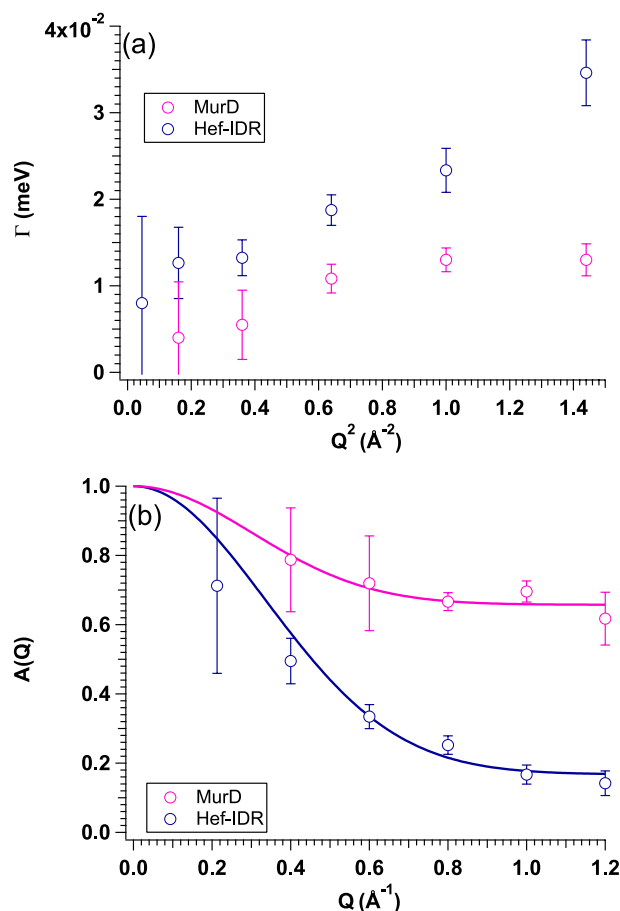 4x10⁻²
(a)
MurD
Hef-IDR
3
2
1
0
Γ (meV)
0.0 0.2 0.4 0.6 0.8 1.0 1.2 1.4
Q² (Å⁻²)
1.0
(b)
0.8
0.6
0.4
0.2
0.0
A(Q)
MurD
Hef-IDR
0.0 0.2 0.4 0.6 0.8 1.0 1.2
Q (Å⁻¹)